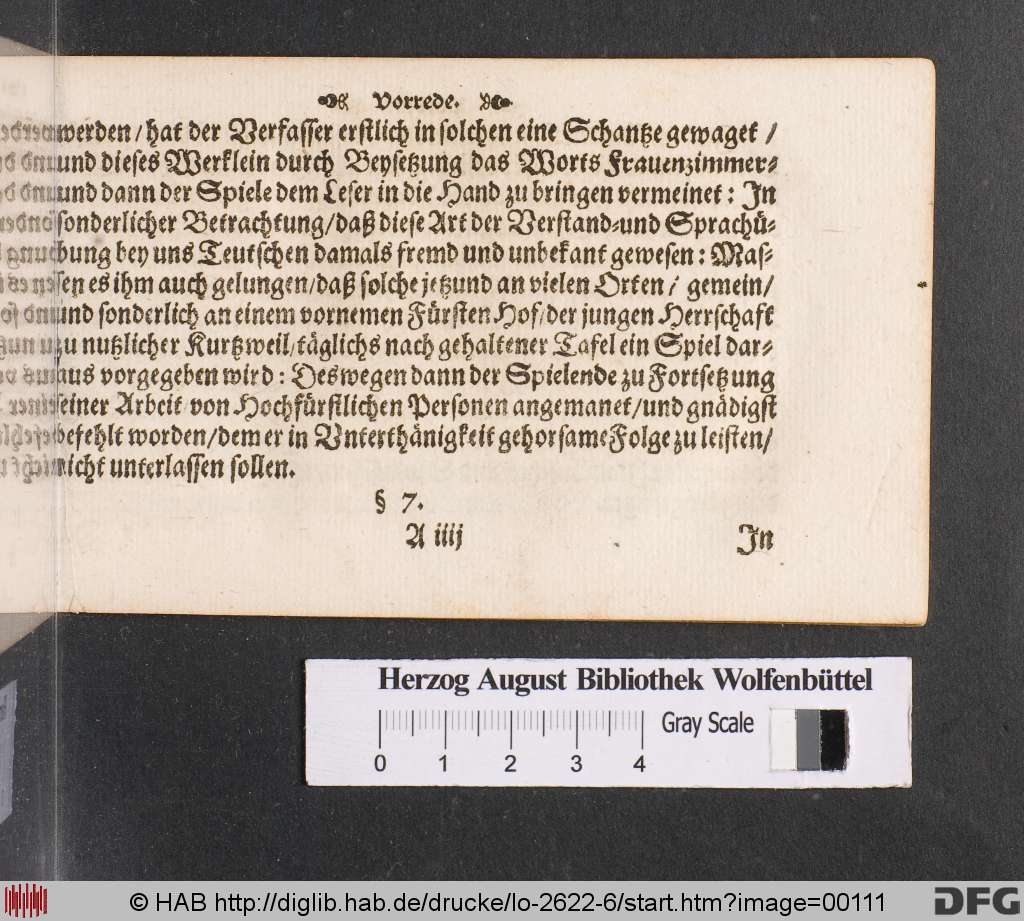 Vorrede.
werden/hat der Verfasser erstlich in solchen eine Schantze gewaget /
und dieses Werklein durch Beysetzung das Worts Frauenzimmer-
und dann der Spiele dem Leser in die Hand zu bringen vermeinet: In
sonderlicher Betrachtung/daß diese Art der Verstand-und Sprachü-
bung bey uns Teutschen damals fremd und unbekant gewesen: Mas-
sen es ihm auch gelungen/daß solche jetzund an vielen Orten/ gemein/
und sonderlich an einem vornemen Fürsten Hof/der jungen Herrschaft
zu nutzlicher Kurtzweil/täglichs nach gehaltener Tafel ein Spiel dar-
aus vorgegeben wird: Deswegen dann der Spielende zu Fortsetzung
seiner Arbeit von Hochfürstlichen Personen angemanet/und gnädigst
befehlt worden/dem er in Vnterthänigkeit gehorsame Folge zu leisten/
nicht unterlassen sollen.
§ 7.
A iiij In
Herzog August Bibliothek Wolfenbüttel
Gray Scale
0 1 2 3 4
© HAB http://diglib.hab.de/drucke/lo-2622-6/start.htm?image=00111
DFG